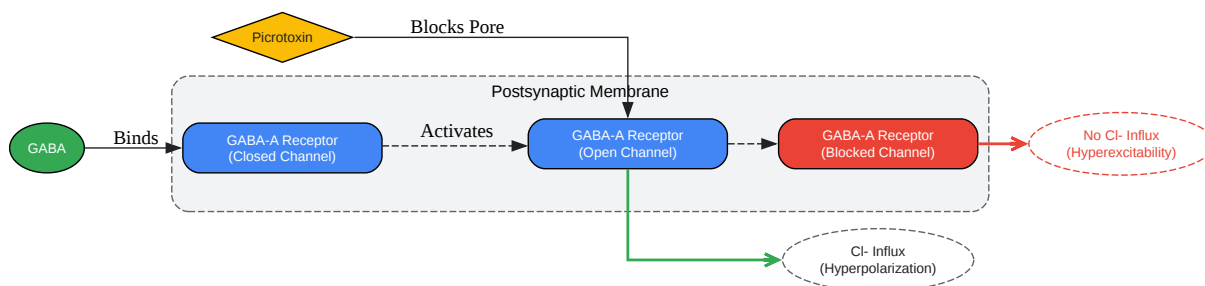 Picrotoxin
Blocks Pore
Postsynaptic Membrane
GABA
Binds
GABA-A Receptor
(Closed Channel)
Activates
GABA-A Receptor
(Open Channel)
GABA-A Receptor
(Blocked Channel)
No Cl- Influx
(Hyperexcitability)
Cl- Influx
(Hyperpolarization)